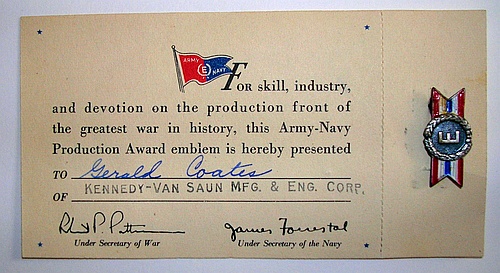 ARMY E NAVY
For skill, industry,
and devotion on the production front of
the greatest war in history, this Army-Navy
Production Award emblem is hereby presented
TO Gerald Coates
OF KENNEDY-VAN SAUN MFG. & ENG. CORP.
Robert P. Patterson James Forrestal
Under Secretary of War Under Secretary of the Navy
E